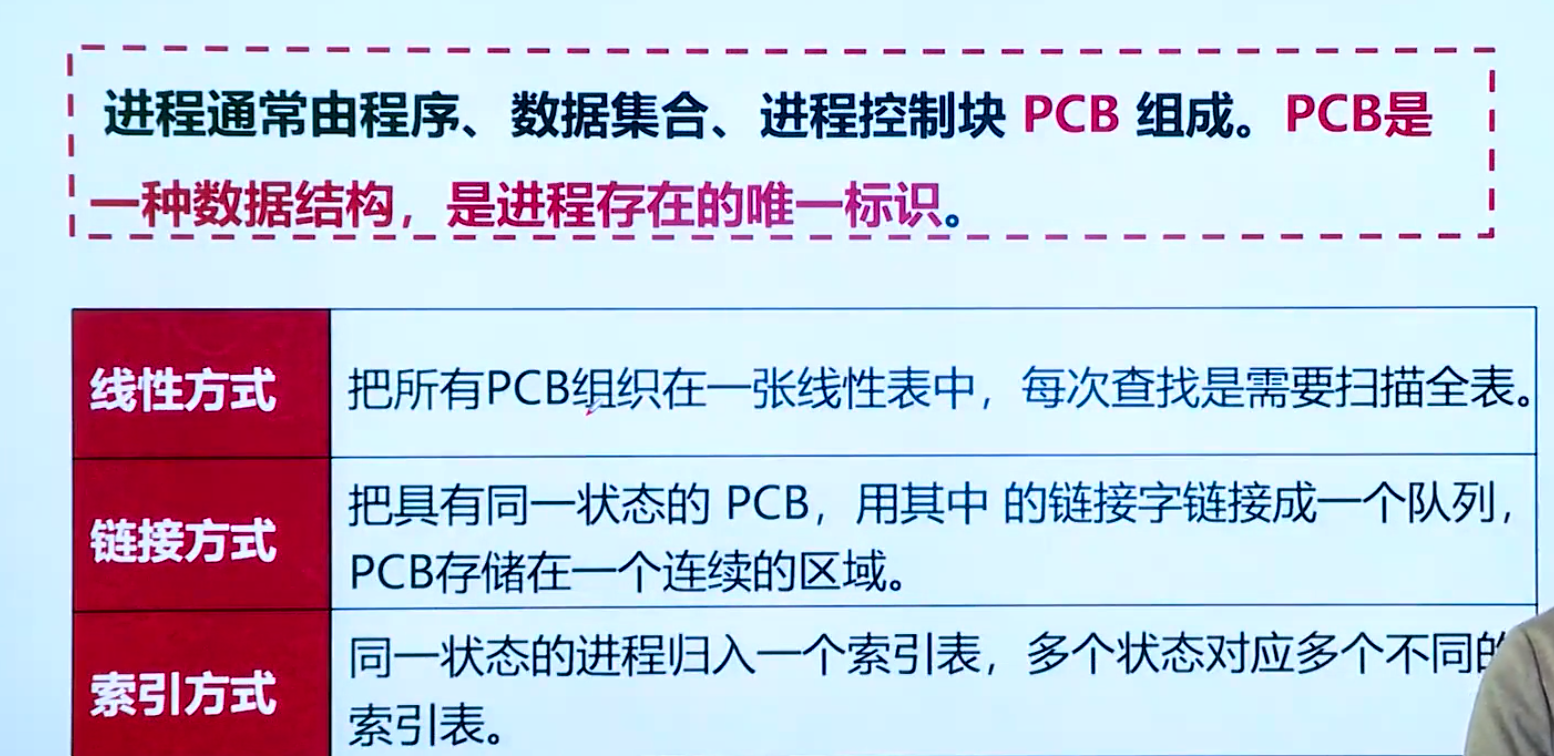 进程通常由程序、数据集合、进程控制块 PCB 组成。PCB是
一种数据结构，是进程存在的唯一标识。
线性方式
把所有PCB组织在一张线性表中，每次查找是需要扫描全表。
链接方式
把具有同一状态的 PCB，用其中 的链接字链接成一个队列，
PCB存储在一个连续的区域。
索引方式
同一状态的进程归入一个索引表，多个状态对应多个不同的
索引表。